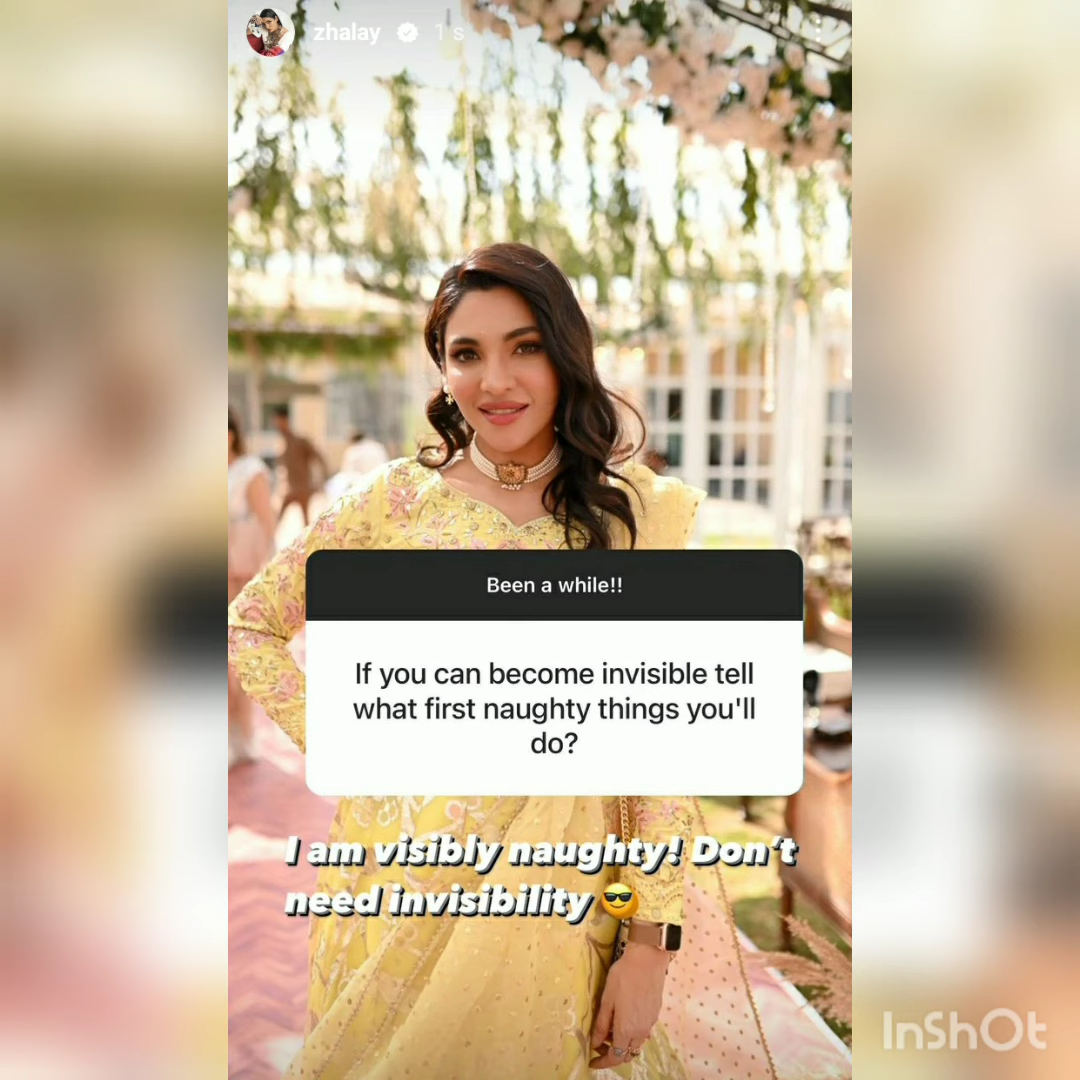 zhalay 1 s
Been a while!!
If you can become invisible tell
what first naughty things you'll
do?
I am visibly naughty! Don't
need invisibility 😎
InShOt